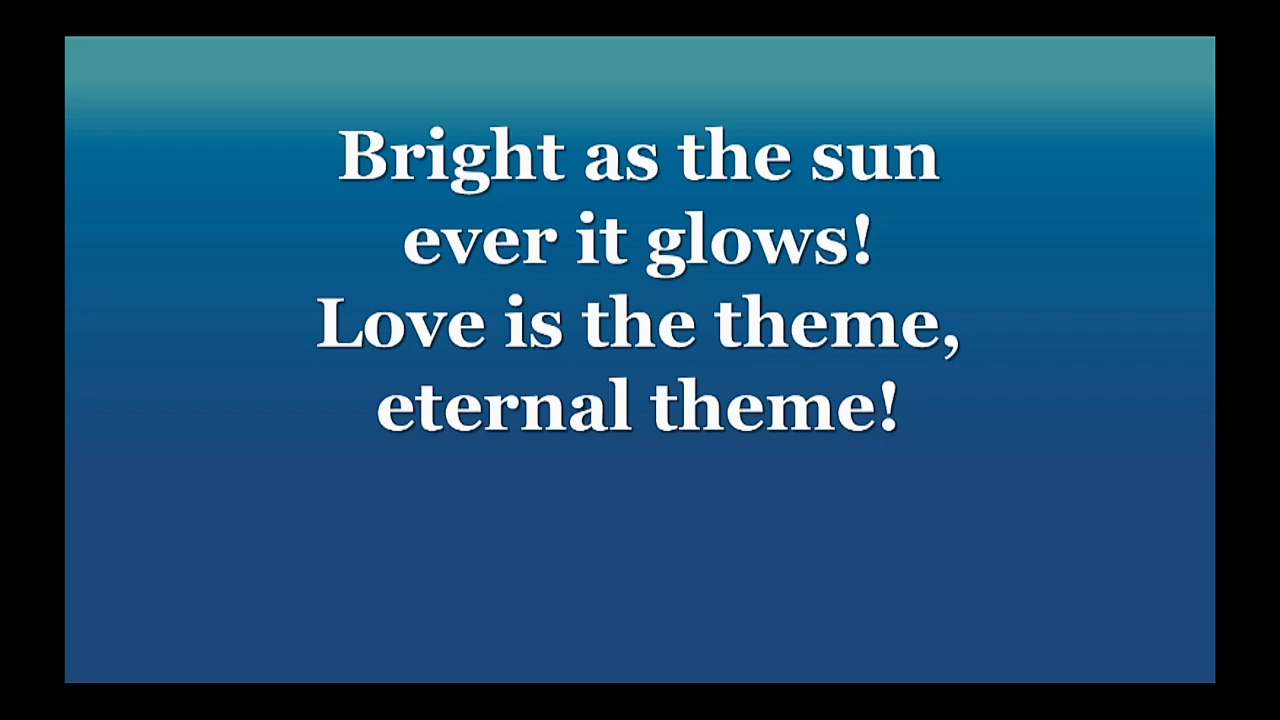 Bright as the sun
ever it glows!
Love is the theme,
eternal theme!